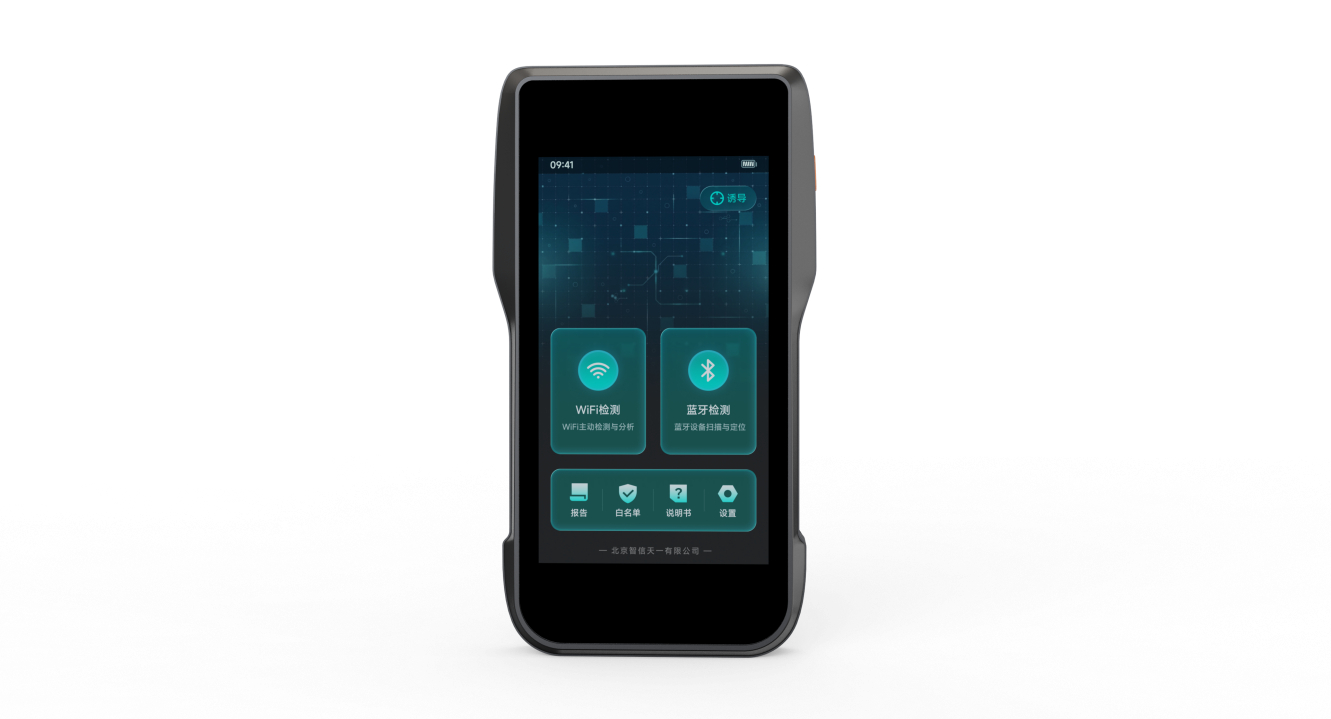 09:41
诱导
WiFi检测
WiFi主动检测与分析
蓝牙检测
蓝牙设备扫描与定位
报告
白名单
说明书
?
设置
— 北京智信天一有限公司 —